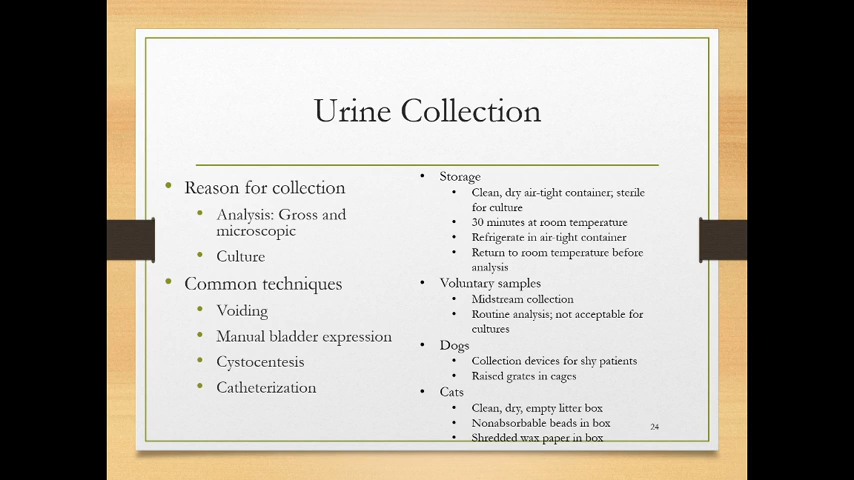 Urine Collection
Reason for collection
Analysis: Gross and
microscopic
Culture
Common techniques
Voiding
Manual bladder expression
Cystocentesis
Catheterization
Storage
Clean, dry air-tight container; sterile
for culture
30 minutes at room temperature
Refrigerate in air-tight container
Return to room temperature before
analysis
Voluntary samples
Midstream collection
Routine analysis; not acceptable for
cultures
Dogs
Collection devices for shy patients
Raised grates in cages
Cats
Clean, dry, empty litter box
Nonabsorbable beads in box
Shredded wax paper in box
24